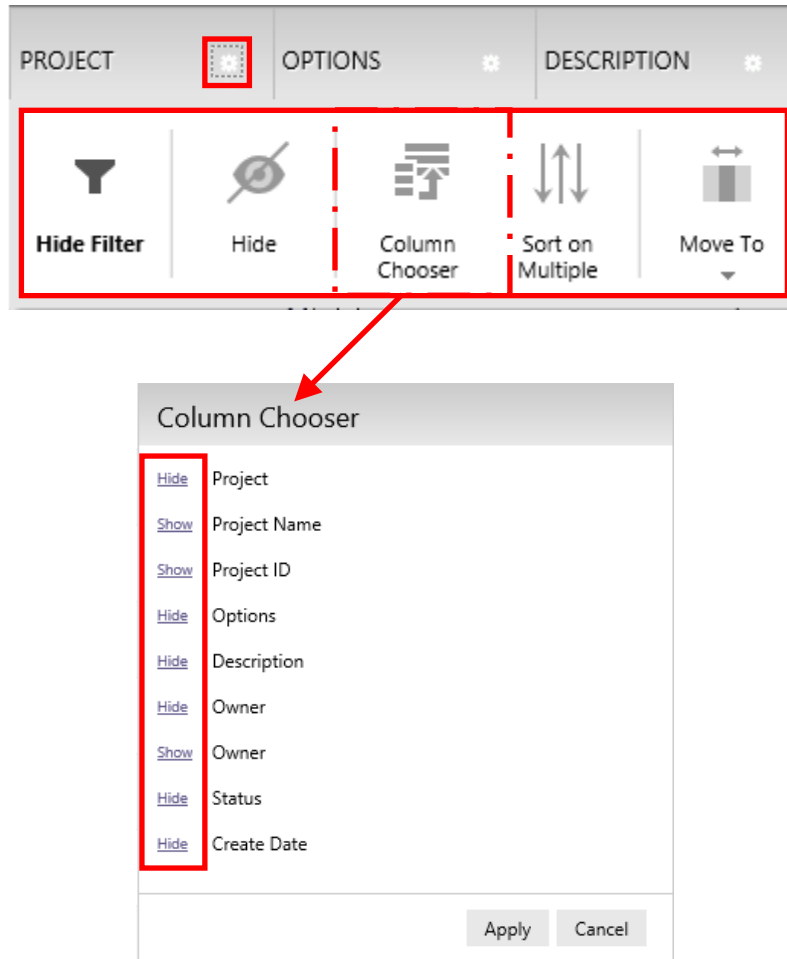 PROJECT OPTIONS DESCRIPTION
Hide Filter Hide Column Chooser Sort on Multiple Move To
Column Chooser
Hide Project
Show Project Name
Show Project ID
Hide Options
Hide Description
Hide Owner
Show Owner
Hide Status
Hide Create Date
Apply Cancel